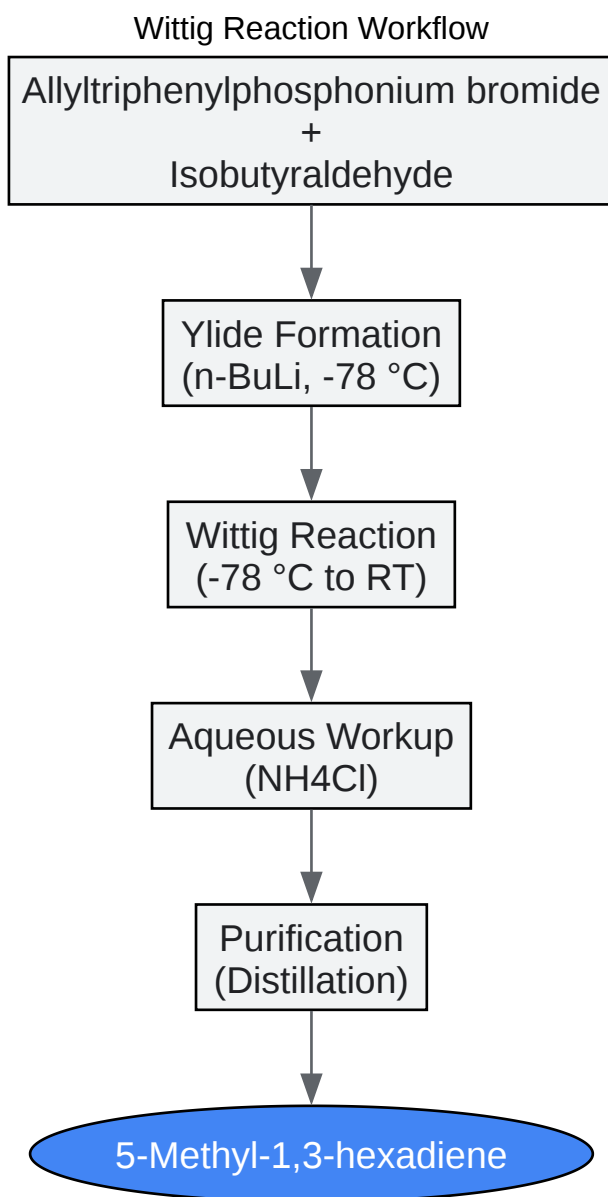 Wittig Reaction Workflow
Allyltriphenylphosphonium bromide
+
Isobutyraldehyde
Ylide Formation
(n-BuLi, -78 °C)
Wittig Reaction
(-78 °C to RT)
Aqueous Workup
(NH4Cl)
Purification
(Distillation)
5-Methyl-1,3-hexadiene